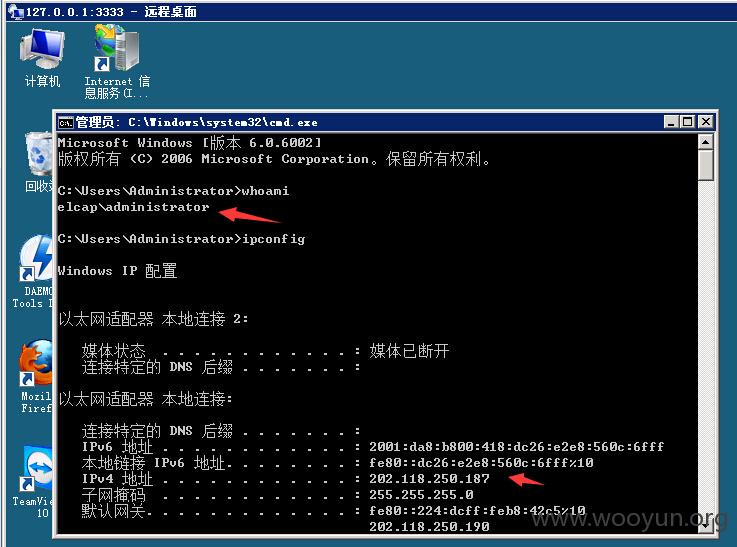 127.0.0.1:3333 - 远程桌面
计算机
Internet 信
息服务(I...
管理员: C:\Windows\system32\cmd.exe
Microsoft Windows [版本 6.0.6002]
版权所有 (C) 2006 Microsoft Corporation。保留所有权利。
C:\Users\Administrator>whoami
elcap\administrator
回收站
C:\Users\Administrator>ipconfig
Windows IP 配置
DAEMO
Tools D
以太网适配器 本地连接 2:
媒体状态 . . . . . . . . . . . . : 媒体已断开
连接特定的 DNS 后缀 . . . . . . . :
Mozil
Firef
以太网适配器 本地连接:
连接特定的 DNS 后缀 . . . . . . . :
IPv6 地址 . . . . . . . . . . . . : 2001:da8:b800:418:dc26:e2e8:560c:6fff
本地链接 IPv6 地址. . . . . . . . : fe80::dc26:e2e8:560c:6fff%10
IPv4 地址 . . . . . . . . . . . . : 202.118.250.187
子网掩码 . . . . . . . . . . . . : 255.255.255.0
默认网关. . . . . . . . . . . . . : fe80::224:dcff:feb8:42c5%10
202.118.250.190
TeamView
10
www.wooyun.org